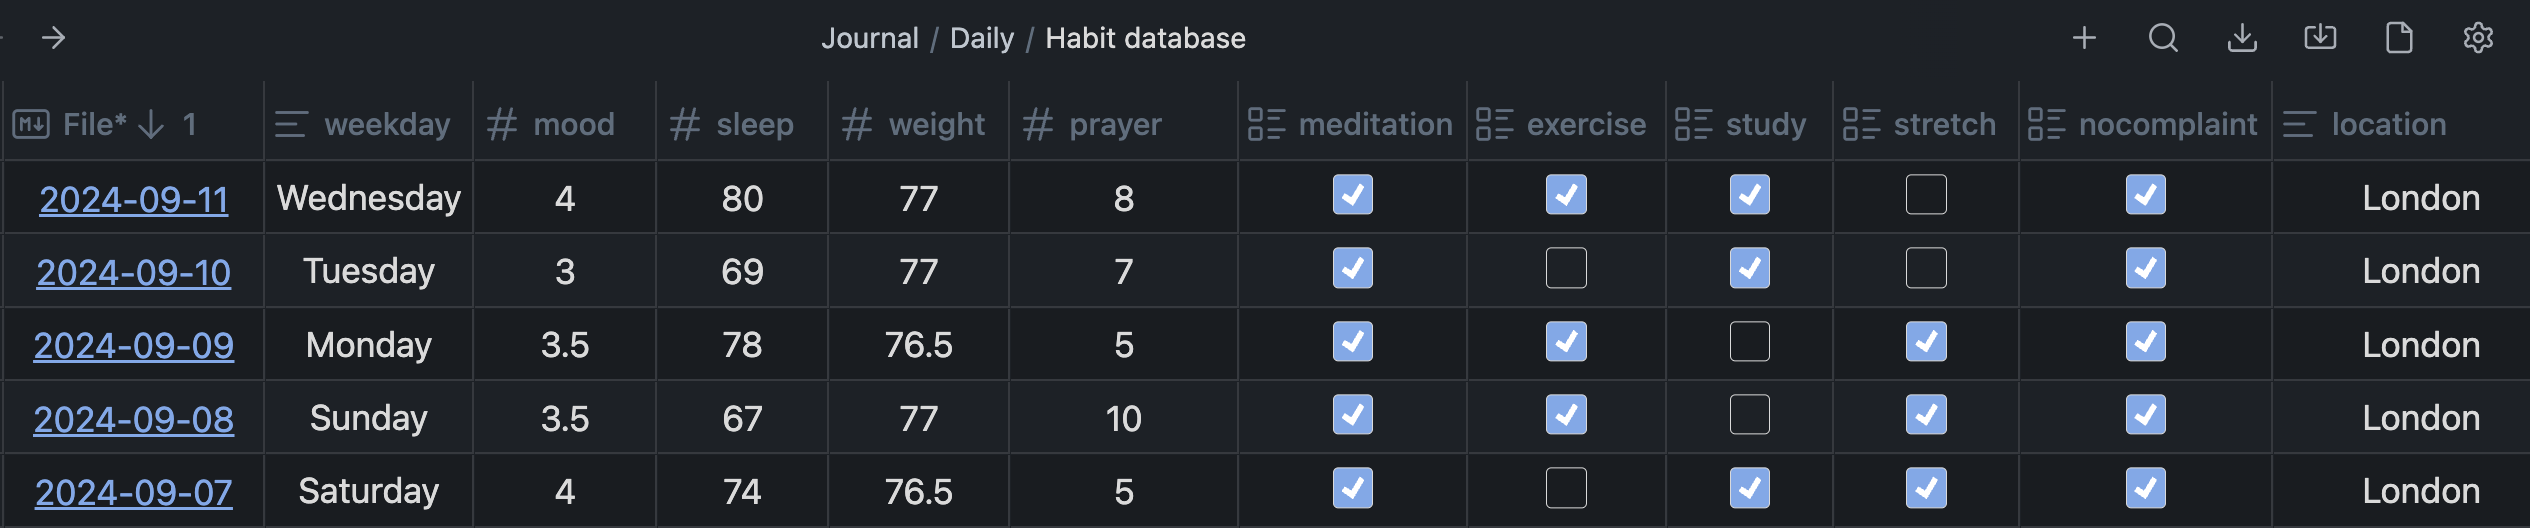 Journal / Daily / Habit database
M↓ File* ↓ 1 weekday # mood # sleep # weight # prayer meditation exercise study stretch nocomplaint location
2024-09-11 Wednesday 4 80 77 8 London
2024-09-10 Tuesday 3 69 77 7 London
2024-09-09 Monday 3.5 78 76.5 5 London
2024-09-08 Sunday 3.5 67 77 10 London
2024-09-07 Saturday 4 74 76.5 5 London